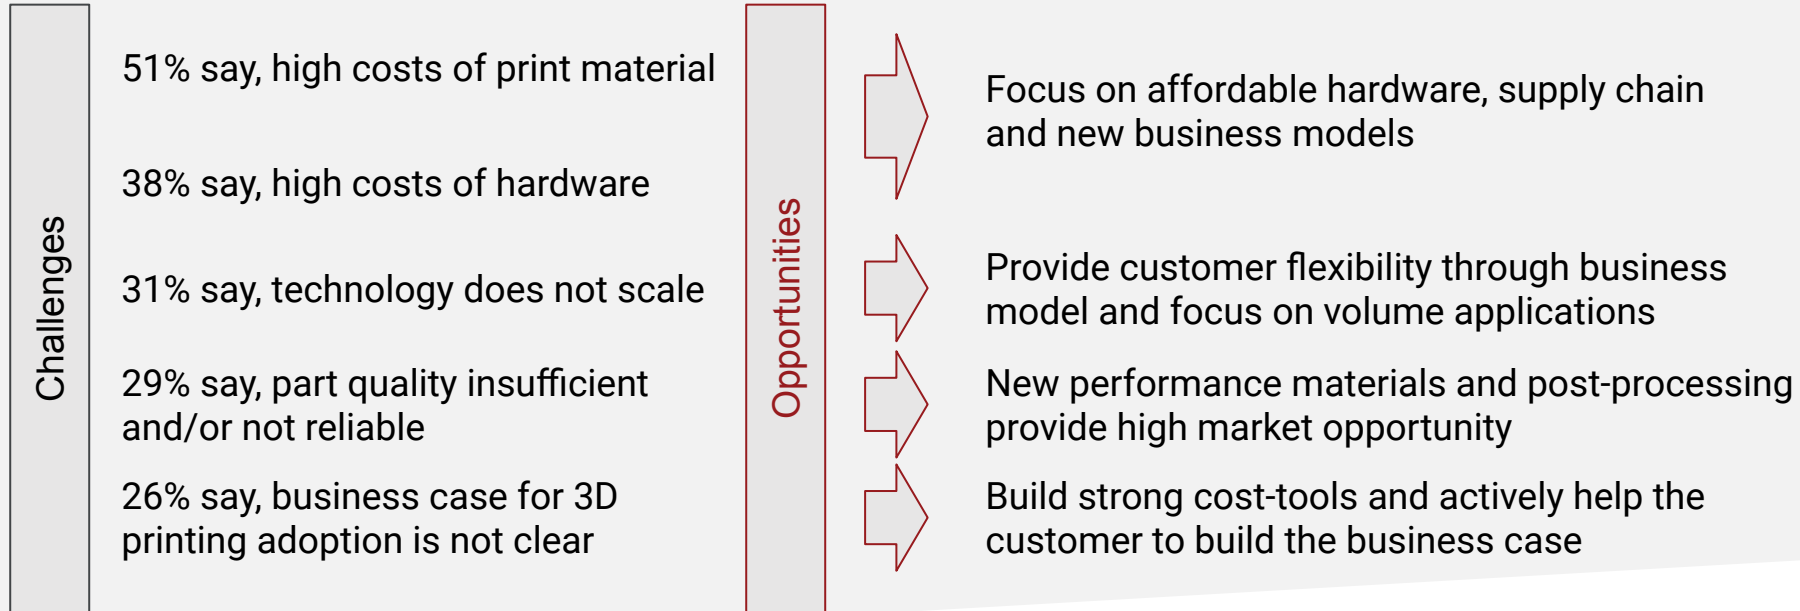 Challenges
51% say, high costs of print material
38% say, high costs of hardware
31% say, technology does not scale
29% say, part quality insufficient
and/or not reliable
26% say, business case for 3D
printing adoption is not clear
Opportunities
Focus on affordable hardware, supply chain
and new business models
Provide customer flexibility through business
model and focus on volume applications
New performance materials and post-processing
provide high market opportunity
Build strong cost-tools and actively help the
customer to build the business case